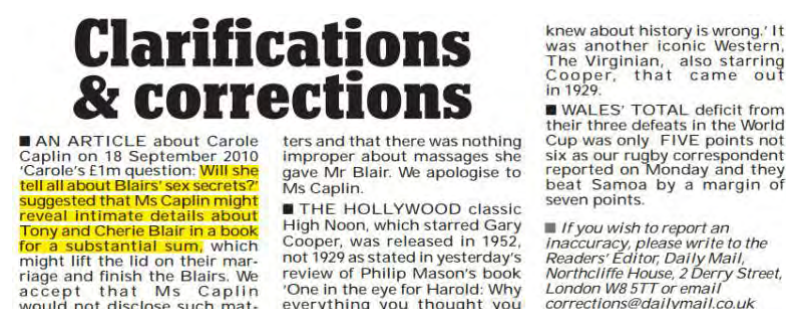 Clarifications
& corrections
■ AN ARTICLE about Carole
Caplin on 18 September 2010
'Carole's £1m question: Will she
tell all about Blairs' sex secrets?'
suggested that Ms Caplin might
reveal intimate details about
Tony and Cherie Blair in a book
for a substantial sum, which
might lift the lid on their mar-
riage and finish the Blairs. We
accept that Ms Caplin
would not disclose such mat-
ters and that there was nothing
improper about massages she
gave Mr Blair. We apologise to
Ms Caplin.
■ THE HOLLYWOOD classic
High Noon, which starred Gary
Cooper, was released in 1952,
not 1929 as stated in yesterday's
review of Philip Mason's book
'One in the eye for Harold: Why
everything you thought you
knew about history is wrong.' It
was another iconic Western,
The Virginian, also starring
Cooper, that came out
in 1929.
■ WALES' TOTAL deficit from
their three defeats in the World
Cup was only FIVE points not
six as our rugby correspondent
reported on Monday and they
beat Samoa by a margin of
seven points.
■ If you wish to report an
inaccuracy, please write to the
Readers' Editor, Daily Mail,
Northcliffe House, 2 Derry Street,
London W8 5TT or email
corrections@dailymail.co.uk